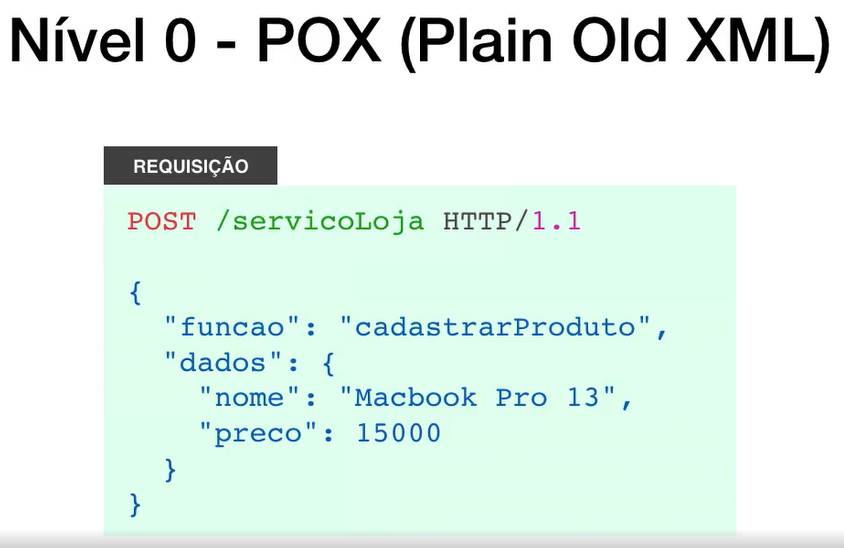 Nível 0 - POX (Plain Old XML)
REQUISIÇÃO
POST /servicoLoja HTTP/1.1
{
"funcao": "cadastrarProduto",
"dados": {
"nome": "Macbook Pro 13",
"preco": 15000
}
}